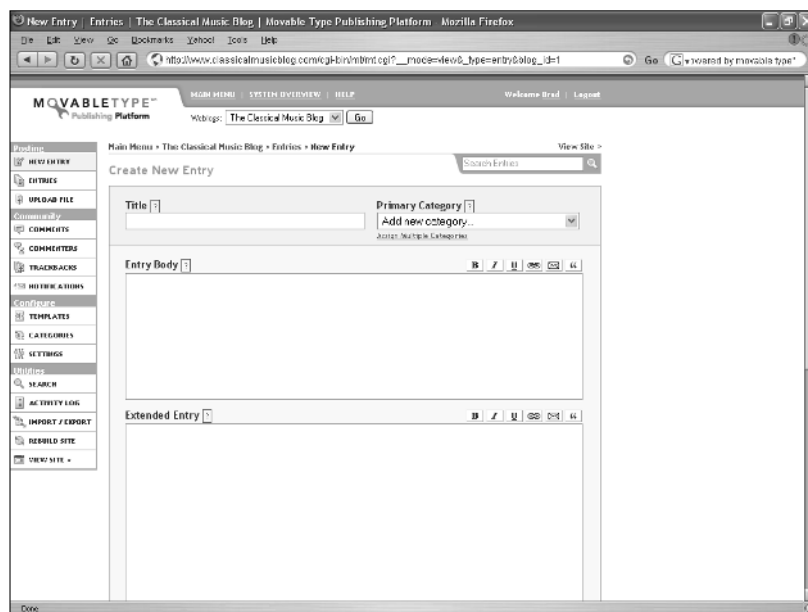 New Entry | Entries | The Classical Music Blog | Movable Type Publishing Platform - Mozilla Firefox
File Edit View Go Bookmarks Yahoo! Tools Help
http://www.classicalmusicblog.com/cgi-bin/mt/mt.cgi?__mode=view&_type=entry&blog_id=1 Go powered by movable type"
MOVABLETYPE™
Publishing Platform
MAIN MENU | SYSTEM OVERVIEW | HELP Welcome Brad | Logout
Weblogs: The Classical Music Blog Go
Posting
NEW ENTRY
ENTRIES
UPLOAD FILE
Community
COMMENTS
COMMENTERS
TRACKBACKS
NOTIFICATIONS
Configure
TEMPLATES
CATEGORIES
SETTINGS
Utilities
SEARCH
ACTIVITY LOG
IMPORT / EXPORT
REBUILD SITE
VIEW SITE »
Main Menu > The Classical Music Blog > Entries > New Entry View Site >
Create New Entry
Search Entries
Title ? Primary Category ?
Add new category...
Assign Multiple Categories
Entry Body ? B I U “
Extended Entry ? B I U “
Done